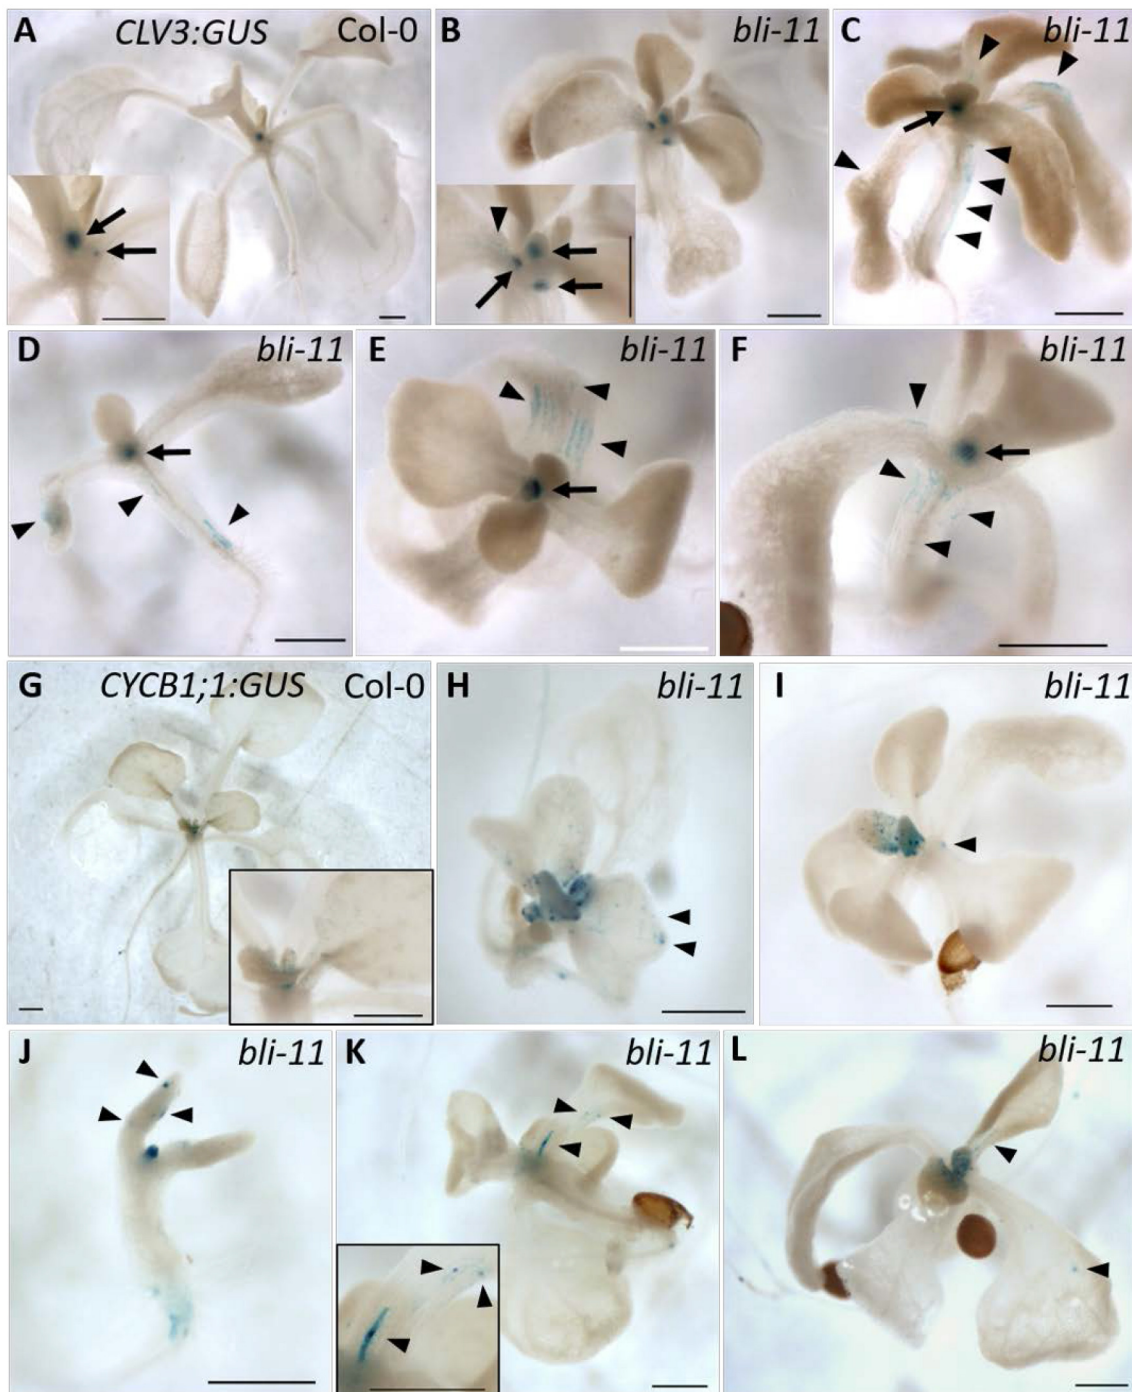 A CLV3:GUS Col-0
B bli-11
C bli-11
D bli-11
E bli-11
F bli-11
G CYCB1;1:GUS Col-0
H bli-11
I bli-11
J bli-11
K bli-11
L bli-11